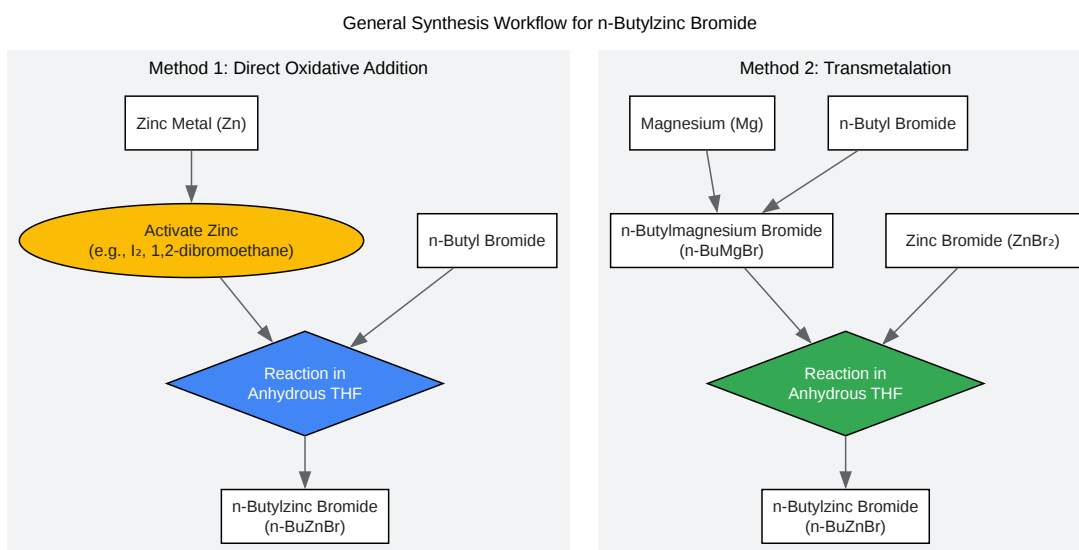 General Synthesis Workflow for n-Butylzinc Bromide
Method 1: Direct Oxidative Addition
Zinc Metal (Zn)
Activate Zinc
(e.g., I₂, 1,2-dibromoethane)
n-Butyl Bromide
Reaction in
Anhydrous THF
n-Butylzinc Bromide
(n-BuZnBr)
Method 2: Transmetalation
Magnesium (Mg)
n-Butyl Bromide
n-Butylmagnesium Bromide
(n-BuMgBr)
Zinc Bromide (ZnBr₂)
Reaction in
Anhydrous THF
n-Butylzinc Bromide
(n-BuZnBr)